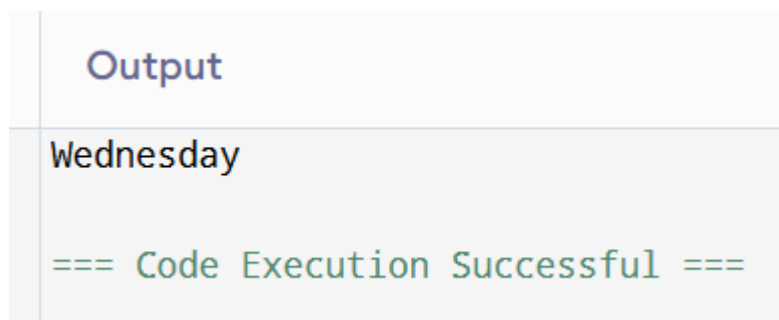 Output
Wednesday
=== Code Execution Successful ===